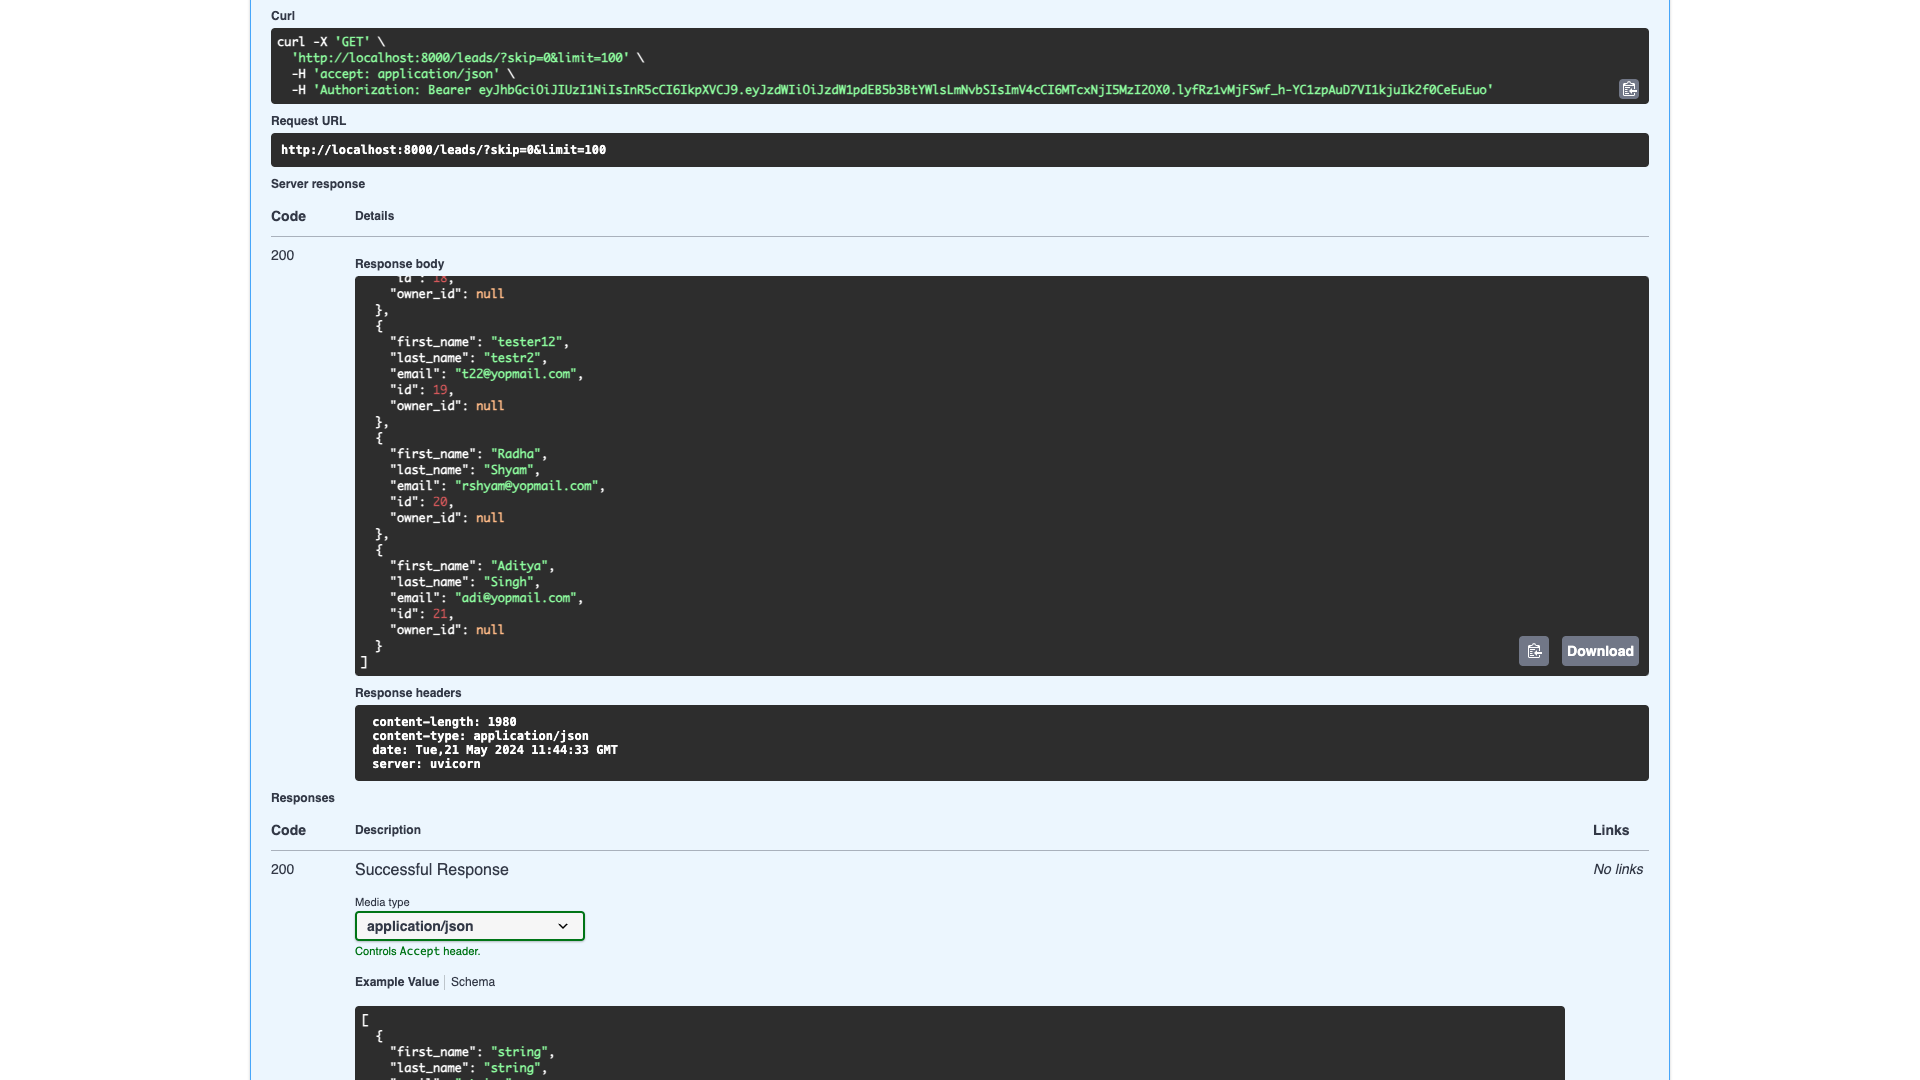 Curl
curl -X 'GET' \
  'http://localhost:8000/leads/?skip=0&limit=100' \
  -H 'accept: application/json' \
  -H 'Authorization: Bearer eyJhbGciOiJIUzI1NiIsInR5cCI6IkpXVCJ9.eyJzdWIiOiJzdW1pdEB5b3BtYWlsLmNvbSIsImV4cCI6MTcxNjI5MzI2OX0.lyfRz1vMjFSwf_h-YC1zpAuD7VI1kjuIk2f0CeEuEuo'
Request URL
http://localhost:8000/leads/?skip=0&limit=100
Server response
Code Details
200
Response body
    "id": 18,
    "owner_id": null
  },
  {
    "first_name": "tester12",
    "last_name": "testr2",
    "email": "t22@yopmail.com",
    "id": 19,
    "owner_id": null
  },
  {
    "first_name": "Radha",
    "last_name": "Shyam",
    "email": "rshyam@yopmail.com",
    "id": 20,
    "owner_id": null
  },
  {
    "first_name": "Aditya",
    "last_name": "Singh",
    "email": "adi@yopmail.com",
    "id": 21,
    "owner_id": null
  }
]
Download
Response headers
content-length: 1980
content-type: application/json
date: Tue,21 May 2024 11:44:33 GMT
server: uvicorn
Responses
Code Description Links
200 Successful Response No links
Media type
application/json
Controls Accept header.
Example Value Schema
[
  {
    "first_name": "string",
    "last_name": "string",